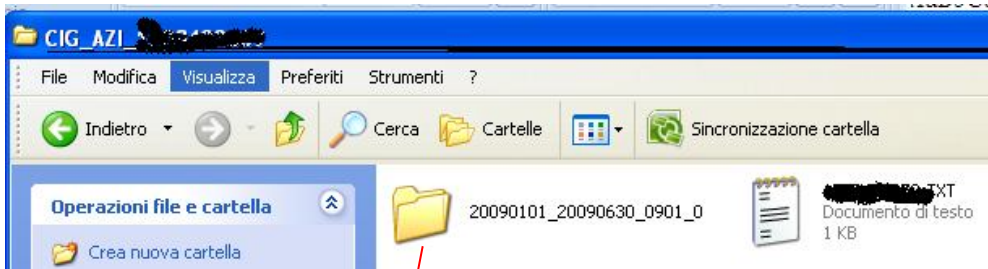 CIG_AZI_
File Modifica Visualizza Preferiti Strumenti ?
Indietro Cerca Cartelle Sincronizzazione cartella
Operazioni file e cartella
Crea nuova cartella
20090101_20090630_0901_0
.TXT
Documento di testo
1 KB